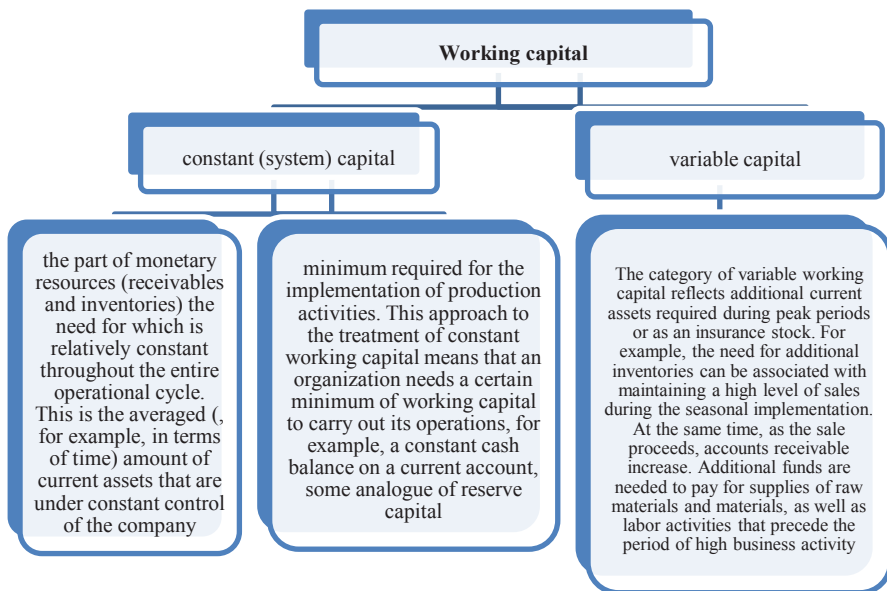 Working capital
constant (system) capital
variable capital
the part of monetary
resources (receivables
and inventories) the
need for which is
relatively constant
throughout the entire
operational cycle.
This is the averaged (,
for example, in terms
of time) amount of
current assets that are
under constant control
of the company
minimum required for the
implementation of production
activities. This approach to
the treatment of constant
working capital means that an
organization needs a certain
minimum of working capital
to carry out its operations, for
example, a constant cash
balance on a current account,
some analogue of reserve
capital
The category of variable working
capital reflects additional current
assets required during peak periods
or as an insurance stock. For
example, the need for additional
inventories can be associated with
maintaining a high level of sales
during the seasonal implementation.
At the same time, as the sale
proceeds, accounts receivable
increase. Additional funds are
needed to pay for supplies of raw
materials and materials, as well as
labor activities that precede the
period of high business activity